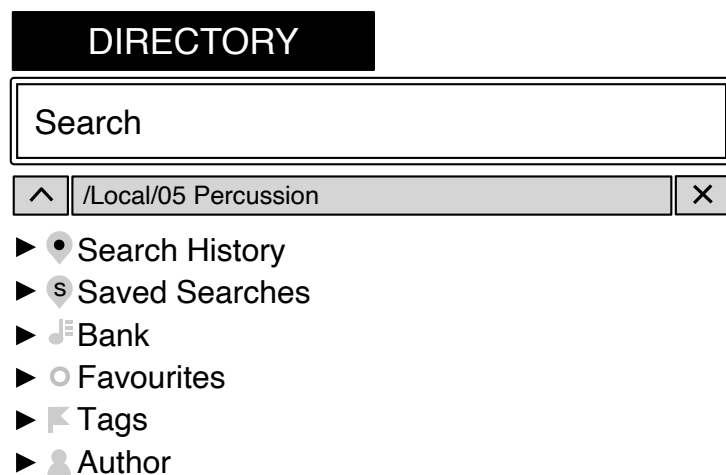 DIRECTORY
Search
/Local/05 Percussion
Search History
S Saved Searches
Bank
Favourites
Tags
Author